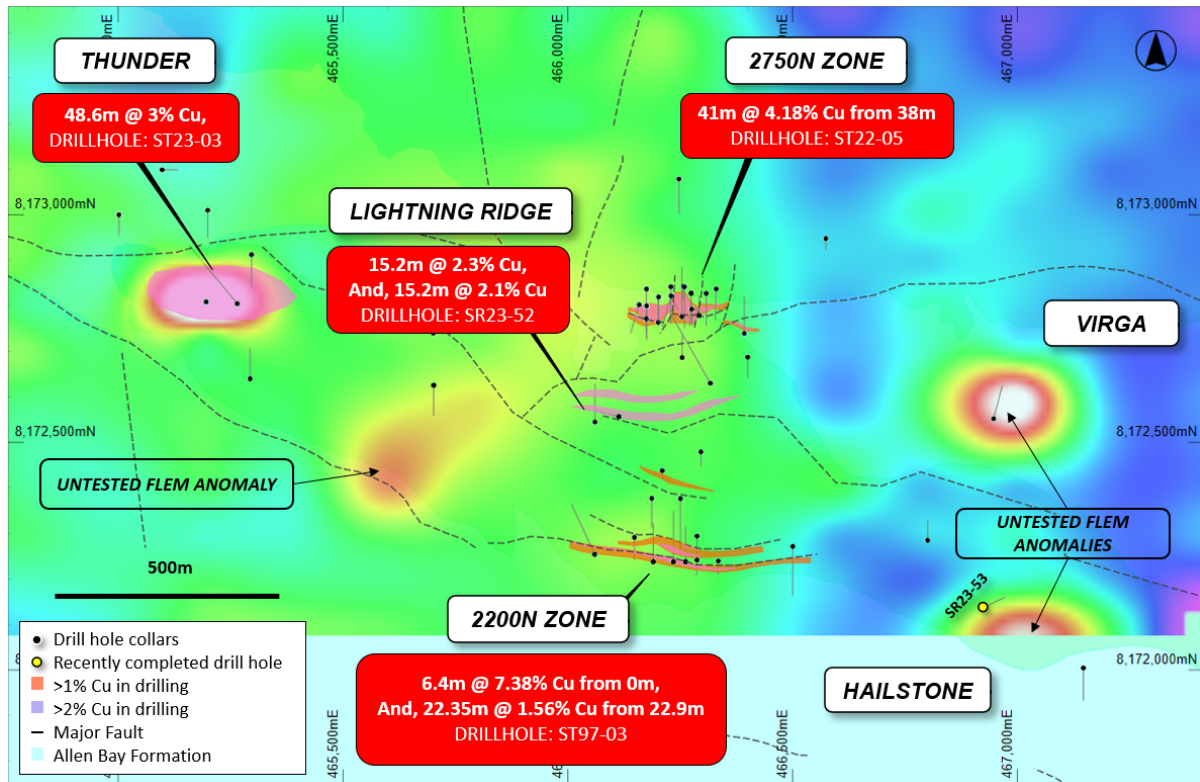 465,500mE
466,000mE
467,000mE
THUNDER
48.6m @ 3% Cu,
DRILLHOLE: ST23-03
2750N ZONE
41m @ 4.18% Cu from 38m
DRILLHOLE: ST22-05
8,173,000mN
8,173,000mN
LIGHTNING RIDGE
15.2m @ 2.3% Cu,
And, 15.2m @ 2.1% Cu
DRILLHOLE: SR23-52
VIRGA
8,172,500mN
8,172,500mN
UNTESTED FLEM ANOMALY
UNTESTED FLEM
ANOMALIES
500m
SR23-53
2200N ZONE
6.4m @ 7.38% Cu from 0m,
And, 22.35m @ 1.56% Cu from 22.9m
DRILLHOLE: ST97-03
HAILSTONE
8,172,000mN
Drill hole collars
Recently completed drill hole
>1% Cu in drilling
>2% Cu in drilling
Major Fault
Allen Bay Formation
465,500mE
466,500mE
467,000mE